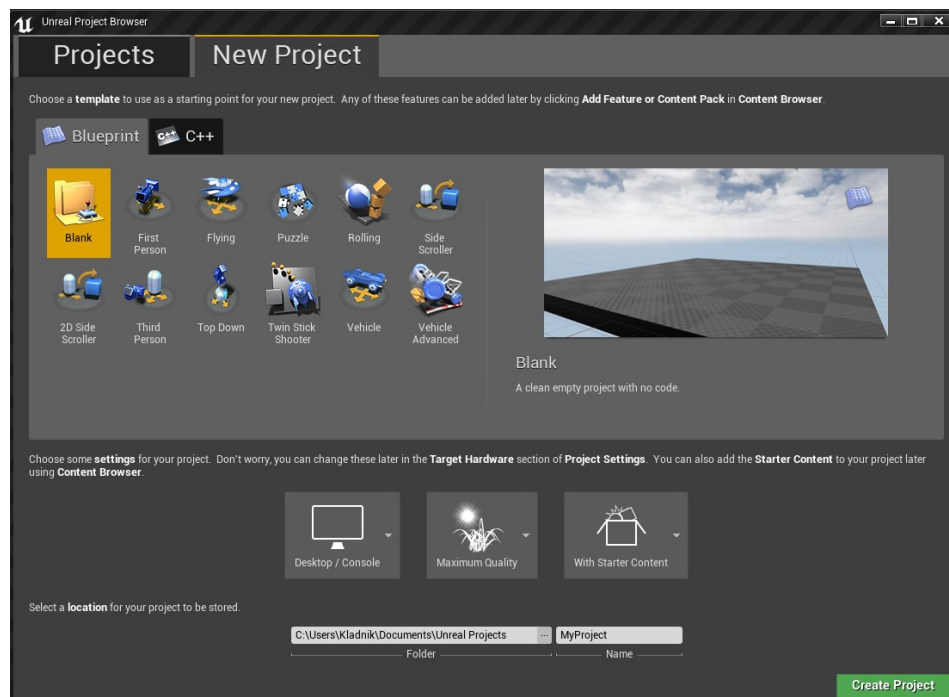 Unreal Project Browser
Projects
New Project
Choose a template to use as a starting point for your new project. Any of these features can be added later by clicking Add Feature or Content Pack in Content Browser.
Blueprint
C++
C++
Blank
First
Person
Flying
Puzzle
Rolling
Side
Scroller
2D Side
Scroller
Third
Person
Top Down
Twin Stick
Shooter
Vehicle
Vehicle
Advanced
Blank
A clean empty project with no code.
Choose some settings for your project. Don't worry, you can change these later in the Target Hardware section of Project Settings. You can also add the Starter Content to your project later
using Content Browser.
Desktop / Console
Maximum Quality
With Starter Content
Select a location for your project to be stored.
C:\Users\Kladnik\Documents\Unreal Projects
...
MyProject
Folder
Name
Create Project